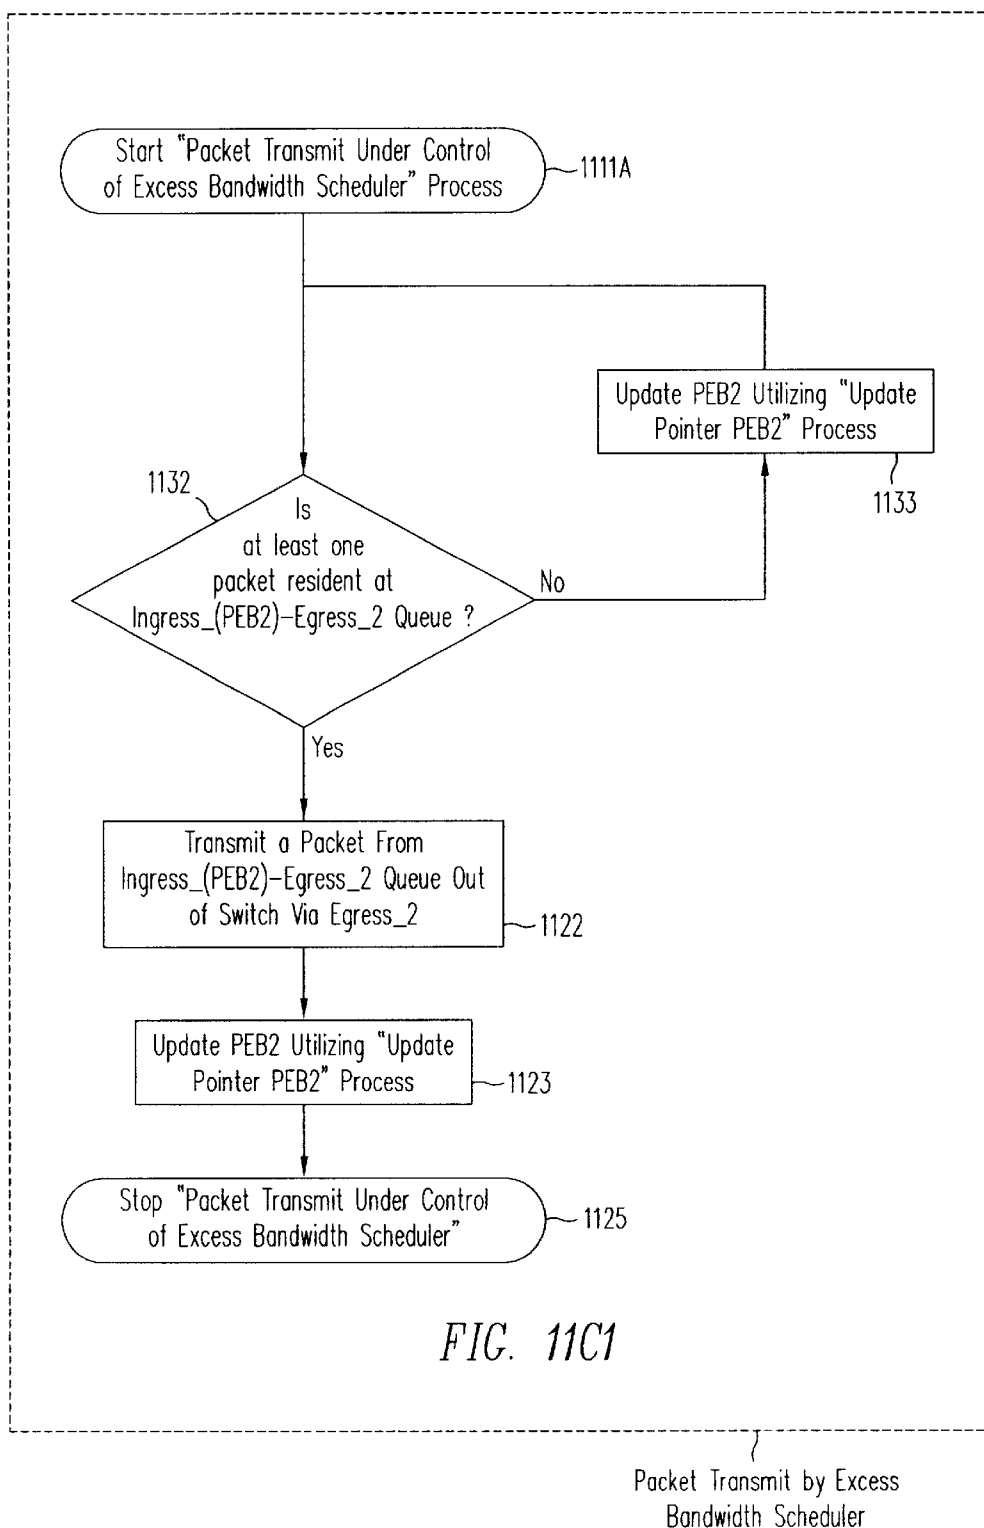 Start "Packet Transmit Under Control
of Excess Bandwidth Scheduler" Process
1111A
Update PEB2 Utilizing "Update
Pointer PEB2" Process
1133
1132
Is
at least one
packet resident at
Ingress_(PEB2)-Egress_2 Queue ?
No
Yes
Transmit a Packet From
Ingress_(PEB2)-Egress_2 Queue Out
of Switch Via Egress_2
1122
Update PEB2 Utilizing "Update
Pointer PEB2" Process
1123
Stop "Packet Transmit Under Control
of Excess Bandwidth Scheduler"
1125
FIG. 11C1
Packet Transmit by Excess
Bandwidth Scheduler